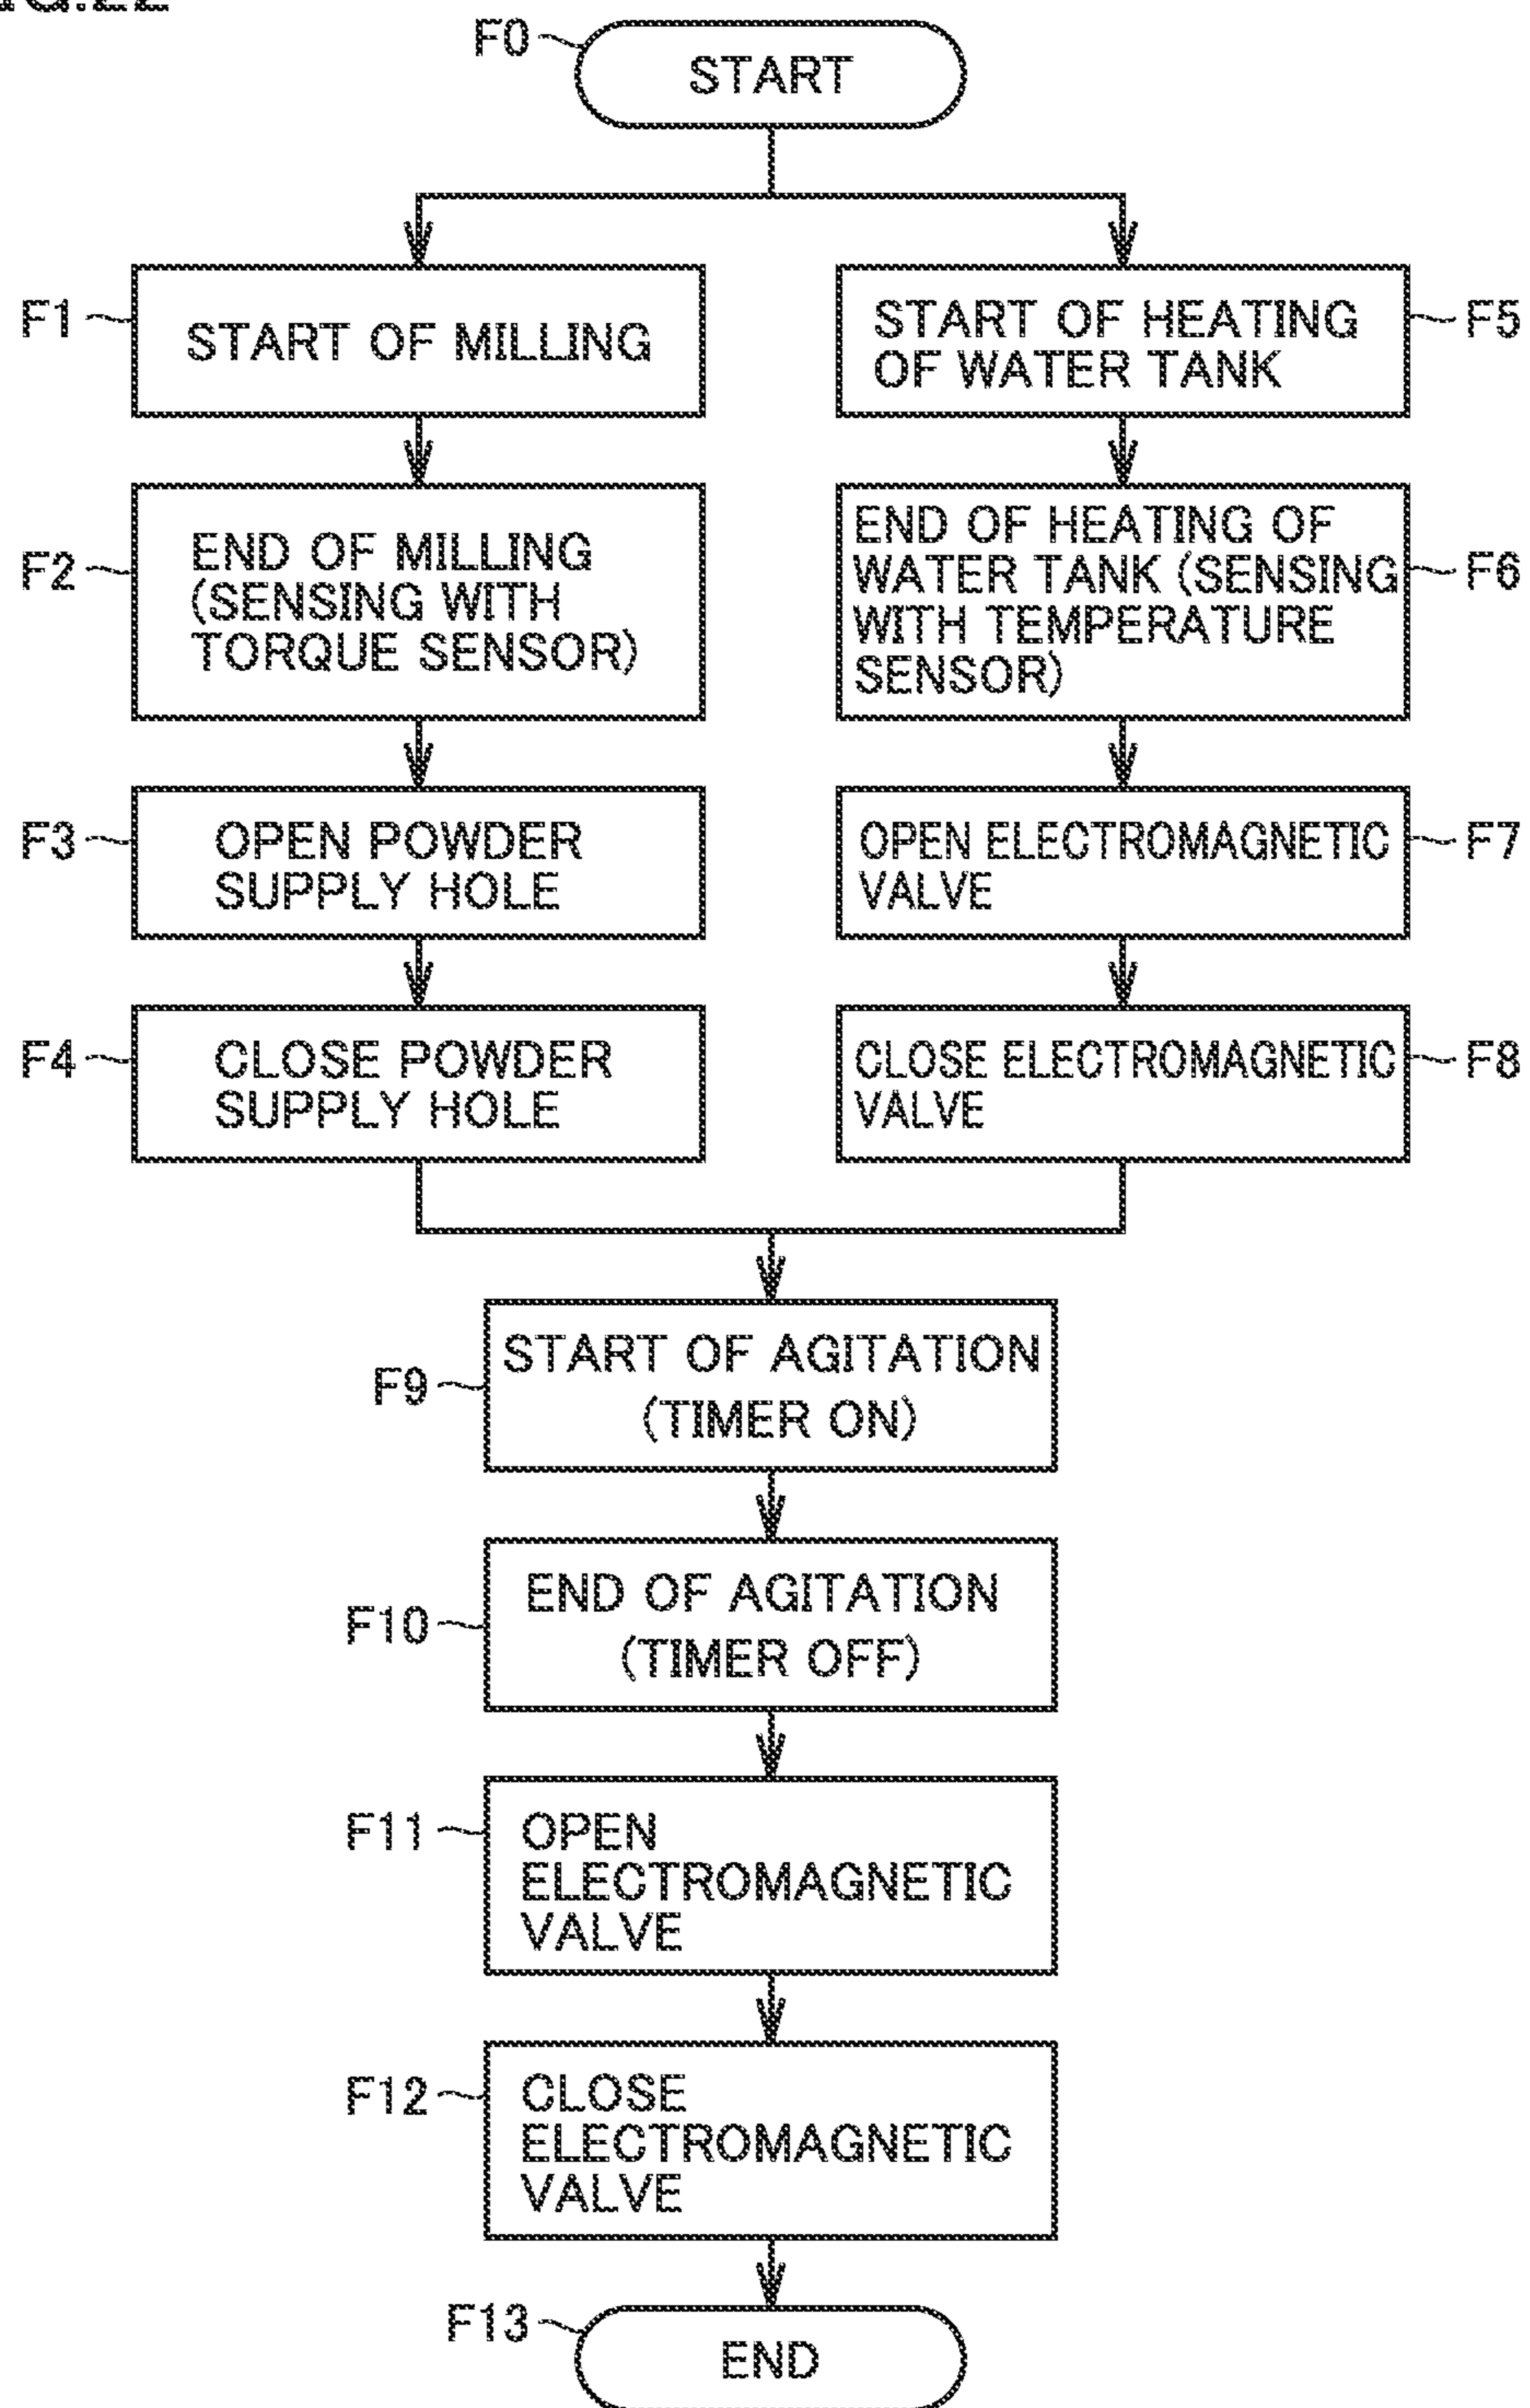 F0
START
F1
START OF MILLING
F5
START OF HEATING
OF WATER TANK
F2
END OF MILLING
(SENSING WITH
TORQUE SENSOR)
F6
END OF HEATING OF
WATER TANK (SENSING
WITH TEMPERATURE
SENSOR)
F3
OPEN POWDER
SUPPLY HOLE
F7
OPEN ELECTROMAGNETIC
VALVE
F4
CLOSE POWDER
SUPPLY HOLE
F8
CLOSE ELECTROMAGNETIC
VALVE
F9
START OF AGITATION
(TIMER ON)
F10
END OF AGITATION
(TIMER OFF)
F11
OPEN
ELECTROMAGNETIC
VALVE
F12
CLOSE
ELECTROMAGNETIC
VALVE
F13
END